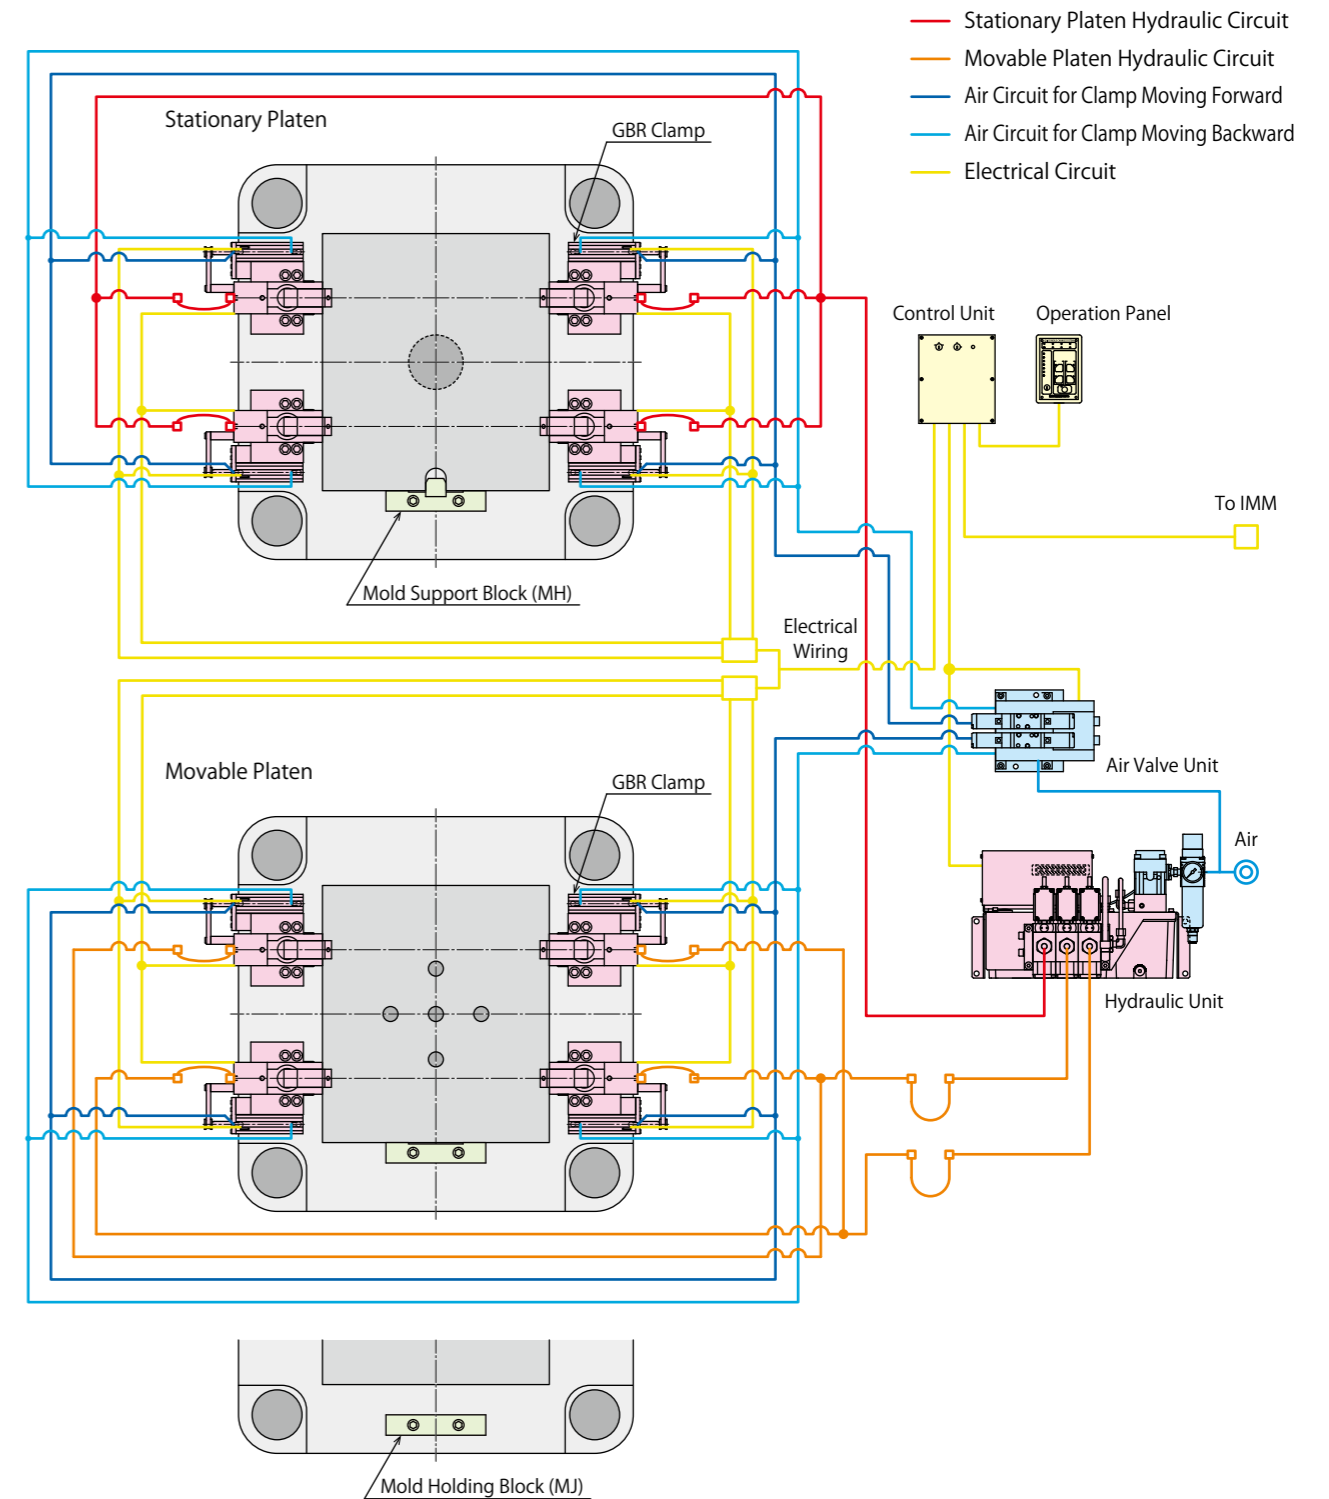 Stationary Platen Hydraulic Circuit
Movable Platen Hydraulic Circuit
Air Circuit for Clamp Moving Forward
Air Circuit for Clamp Moving Backward
Electrical Circuit
Stationary Platen
GBR Clamp
Control Unit
Operation Panel
To IMM
Mold Support Block (MH)
Electrical
Wiring
Air Valve Unit
Movable Platen
GBR Clamp
Air
Hydraulic Unit
Mold Holding Block (MJ)